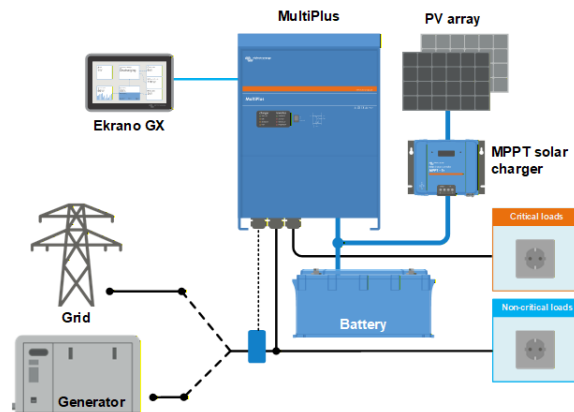 MultiPlus
PV array
Ekrano GX
MultiPlus
MPPT solar
charger
Critical loads
Grid
Battery
Non-critical loads
Generator